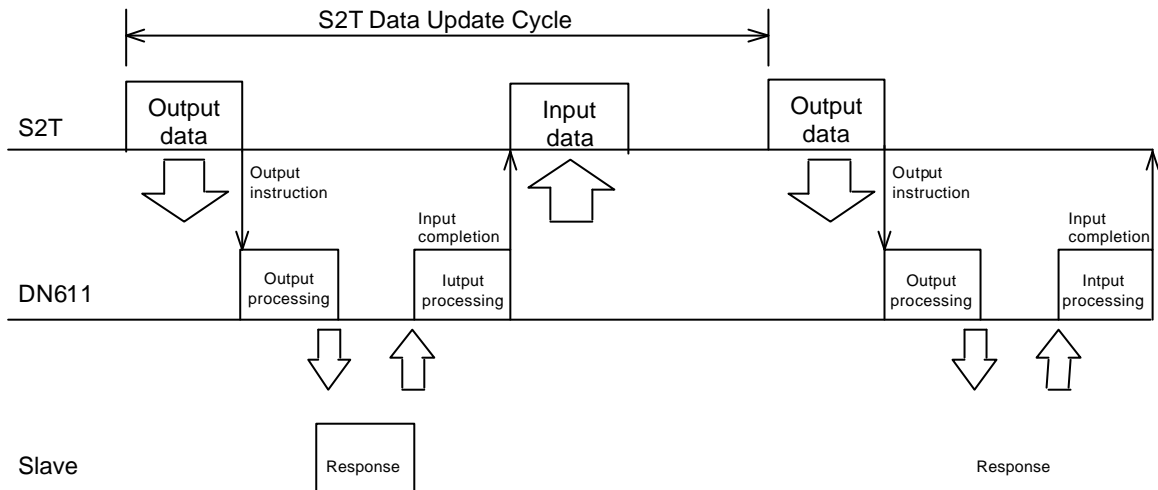 S2T Data Update Cycle
S2T
Output
data
Input
data
Output
data
Output
instruction
Input
completion
Output
instruction
Input
completion
DN611
Output
processing
Iutput
processing
Output
processing
Intput
processing
Slave
Response
Response